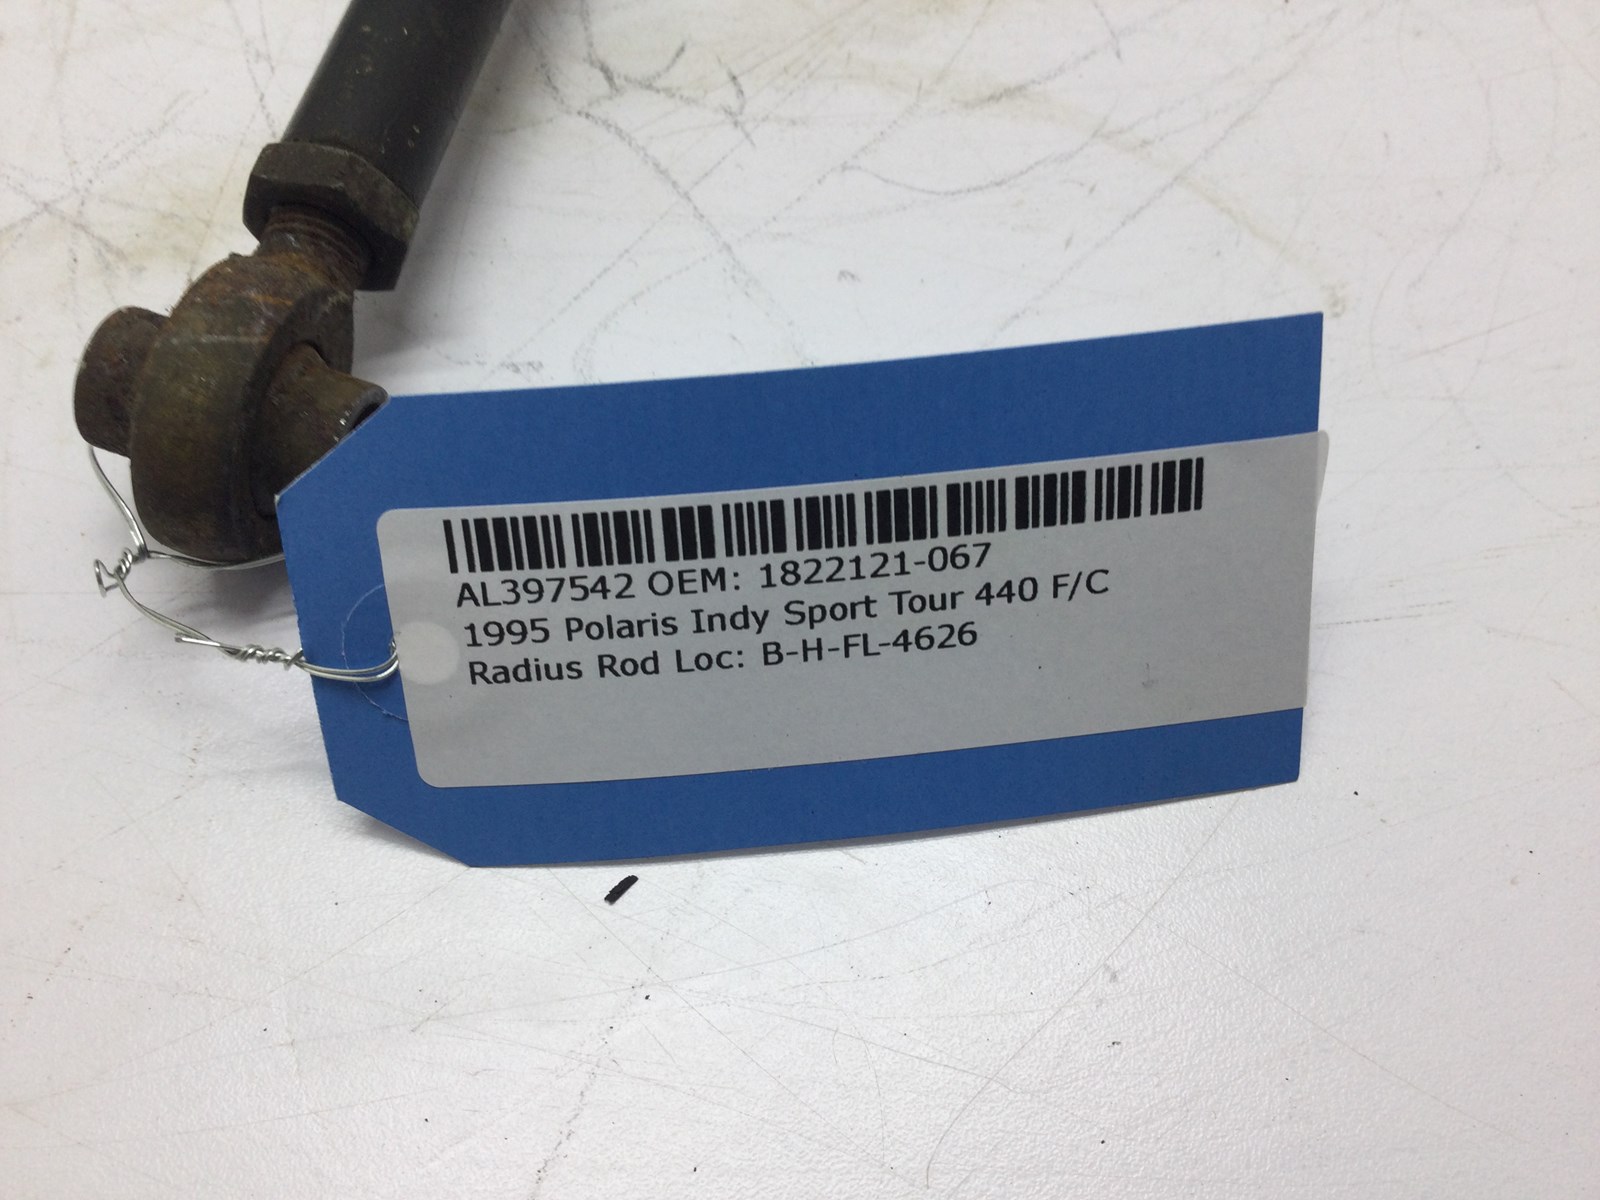 AL397542 OEM: 1822121-067
1995 Polaris Indy Sport Tour 440 F/C
Radius Rod Loc: B-H-FL-4626